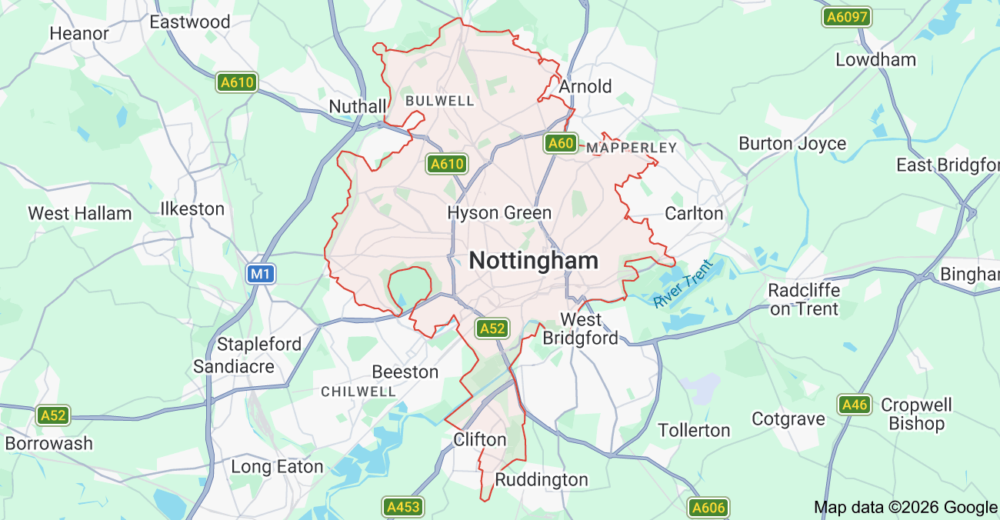 A6097
Eastwood
Heanor
Lowdham
A610
Arnold
BULWELL
Nuthall
A60
MAPPERLEY
Burton Joyce
A610
East Bridgfor
Hyson Green
Carlton
Ilkeston
West Hallam
Nottingham
M1
River Trent
Bingham
Radcliffe
on Trent
West
Bridgford
A52
Stapleford
Sandiacre
Beeston
CHILWELL
A46
Cropwell
Bishop
A52
Cotgrave
Tollerton
Borrowash
Clifton
Long Eaton
Ruddington
A453
A606
Map data ©2026 Google